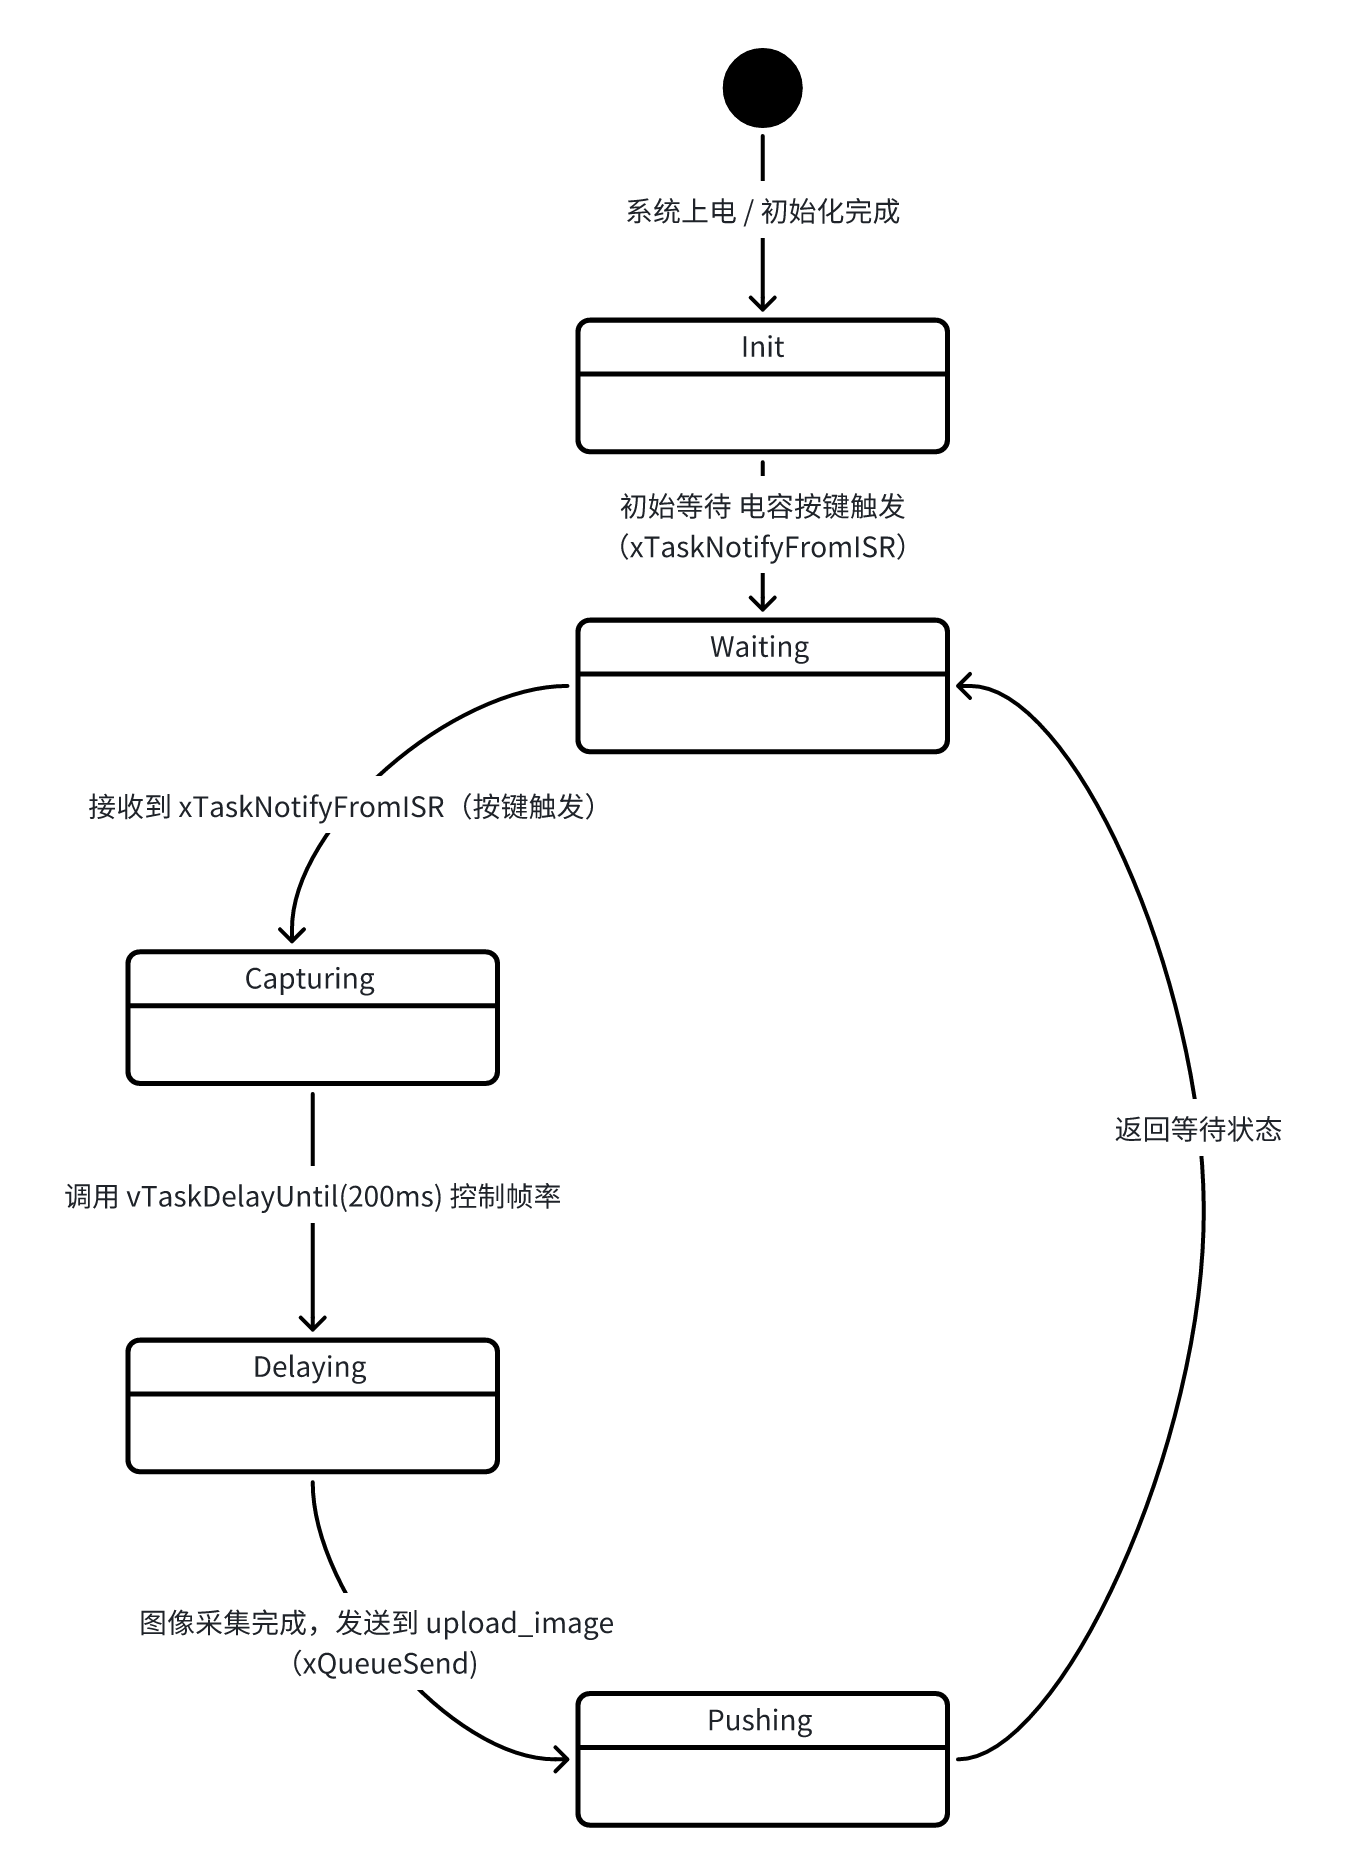 系统上电 / 初始化完成
Init
初始等待 电容按键触发
（xTaskNotifyFromISR）
Waiting
接收到 xTaskNotifyFromISR（按键触发）
Capturing
返回等待状态
调用 vTaskDelayUntil(200ms) 控制帧率
Delaying
图像采集完成，发送到 upload_image
（xQueueSend)
Pushing